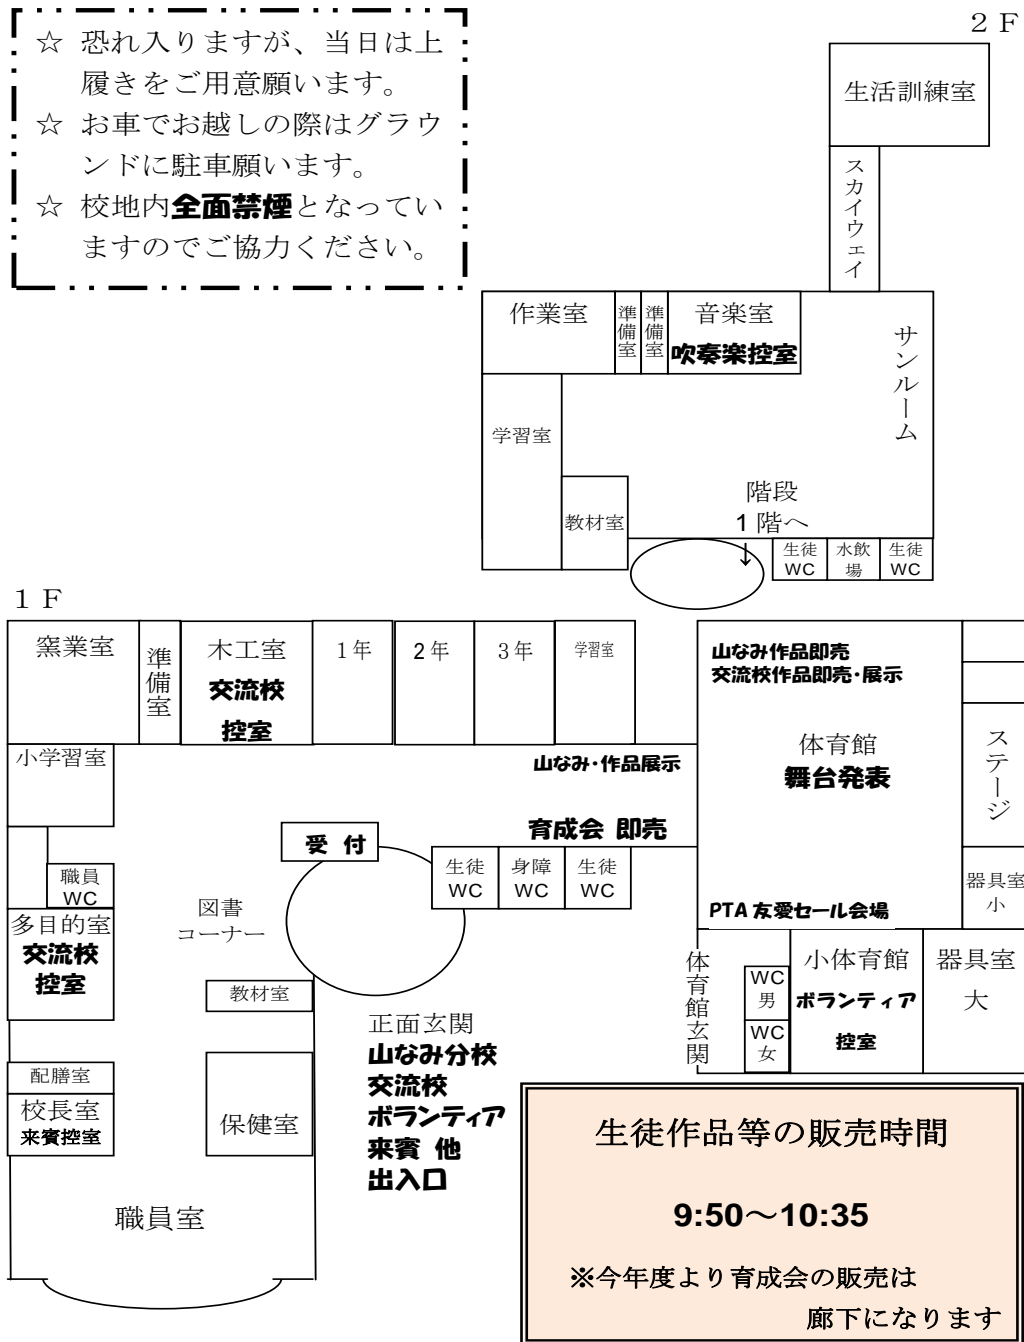 ☆ 恐れ入りますが、当日は上
履きをご用意願います。
☆ お車でお越しの際はグラウ
ンドに駐車願います。
☆ 校地内全面禁煙となってい
ますのでご協力ください。
２Ｆ
生活訓練室
スカイウェイ
作業室
準備室
準備室
音楽室
吹奏楽控室
サンルーム
学習室
教材室
階段
1階へ
生徒
WC
水飲
場
生徒
WC
１Ｆ
窯業室
準備室
木工室
交流校
控室
1年
2年
3年
学習室
山なみ作品即売
交流校作品即売・展示
体育館
舞台発表
ステージ
小学習室
山なみ・作品展示
育成会 即売
受 付
生徒
WC
身障
WC
生徒
WC
職員
WC
器具室
小
図書
コーナー
多目的室
交流校
控室
PTA友愛セール会場
体育館玄関
WC
男
WC
女
小体育館
ボランティア
控室
器具室
大
教材室
正面玄関
山なみ分校
交流校
ボランティア
来賓 他
出入口
配膳室
校長室
来賓控室
保健室
職員室
生徒作品等の販売時間
9:50～10:35
※今年度より育成会の販売は
廊下になります